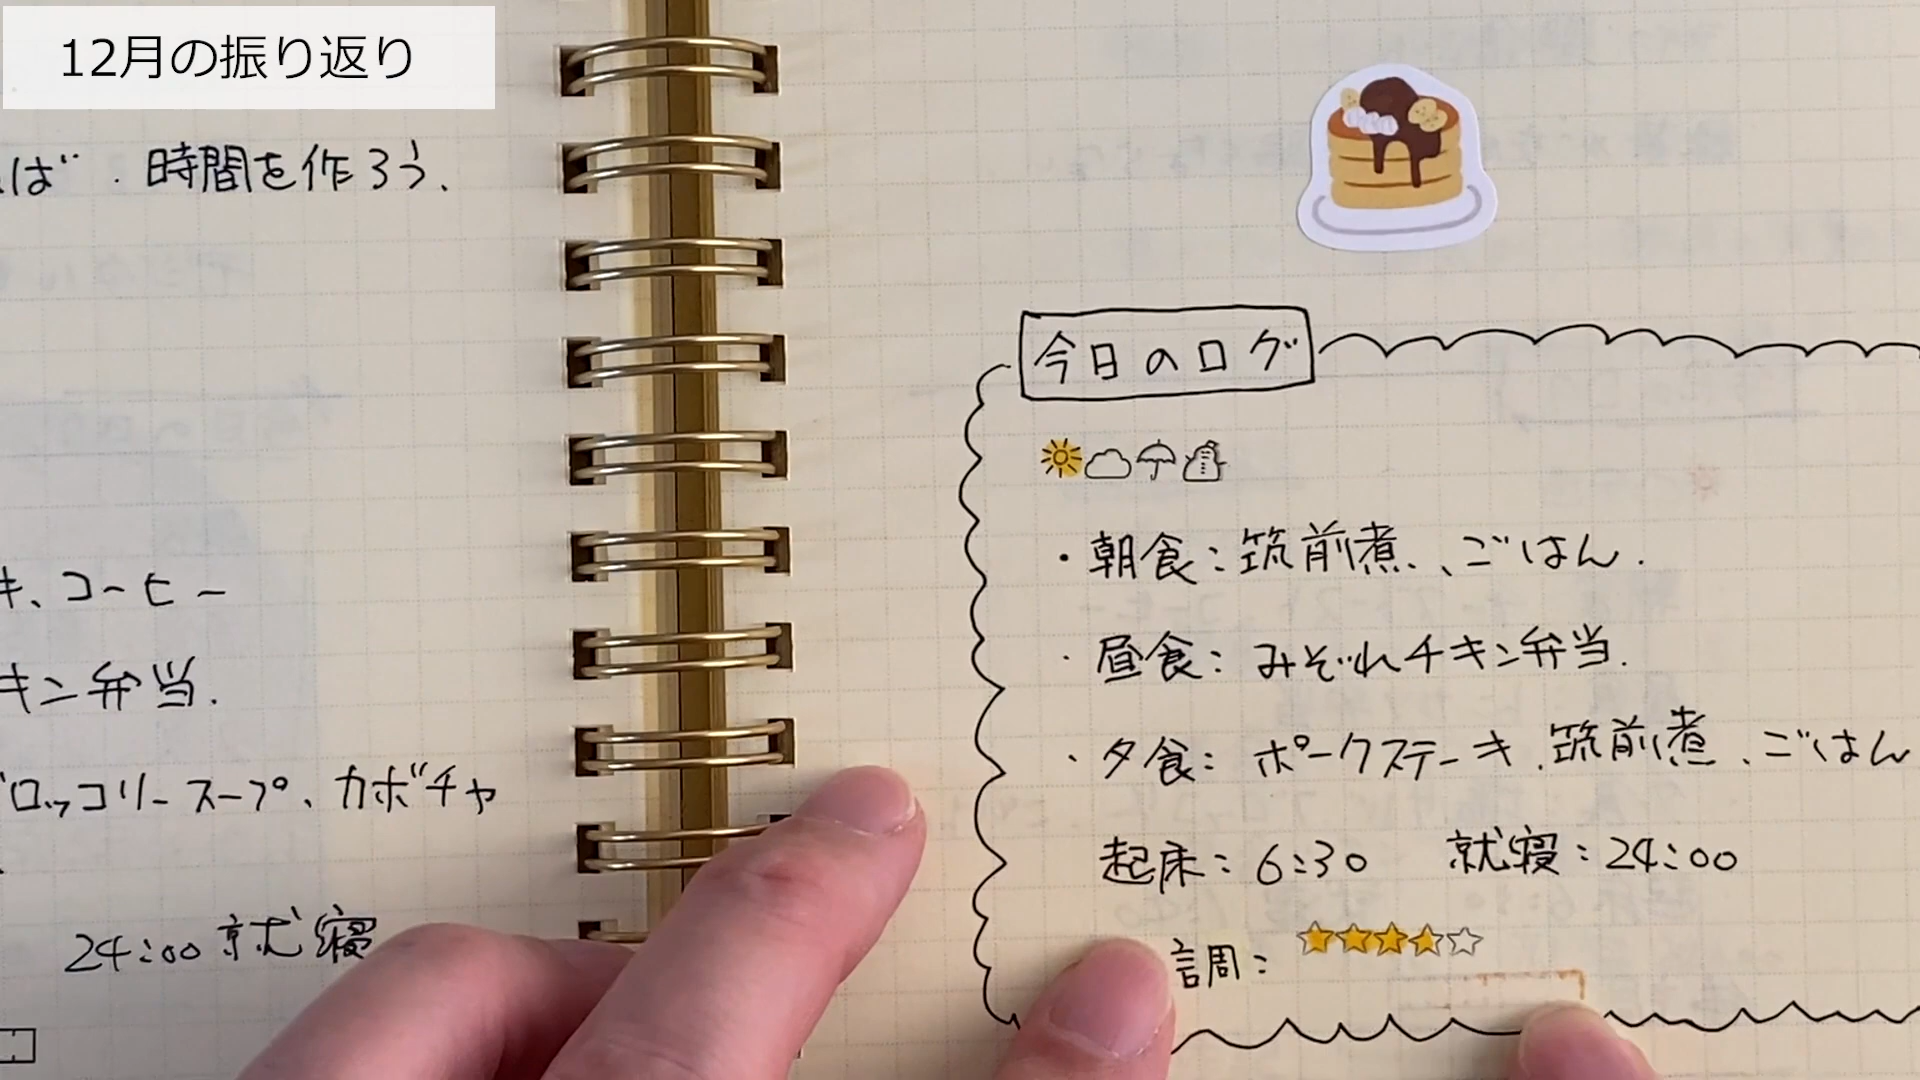 12月の振り返り
ば . 時間を作ろう.
キ、コーヒー
キン弁当.
ブロッコリースープ、カボチャ
24:00 就寝
今日のログ
・朝食: 筑前煮、ごはん.
・昼食: みぞれチキン弁当.
・夕食: ポークステーキ. 筑前煮、ごはん
起床: 6:30 就寝: 24:00
調: